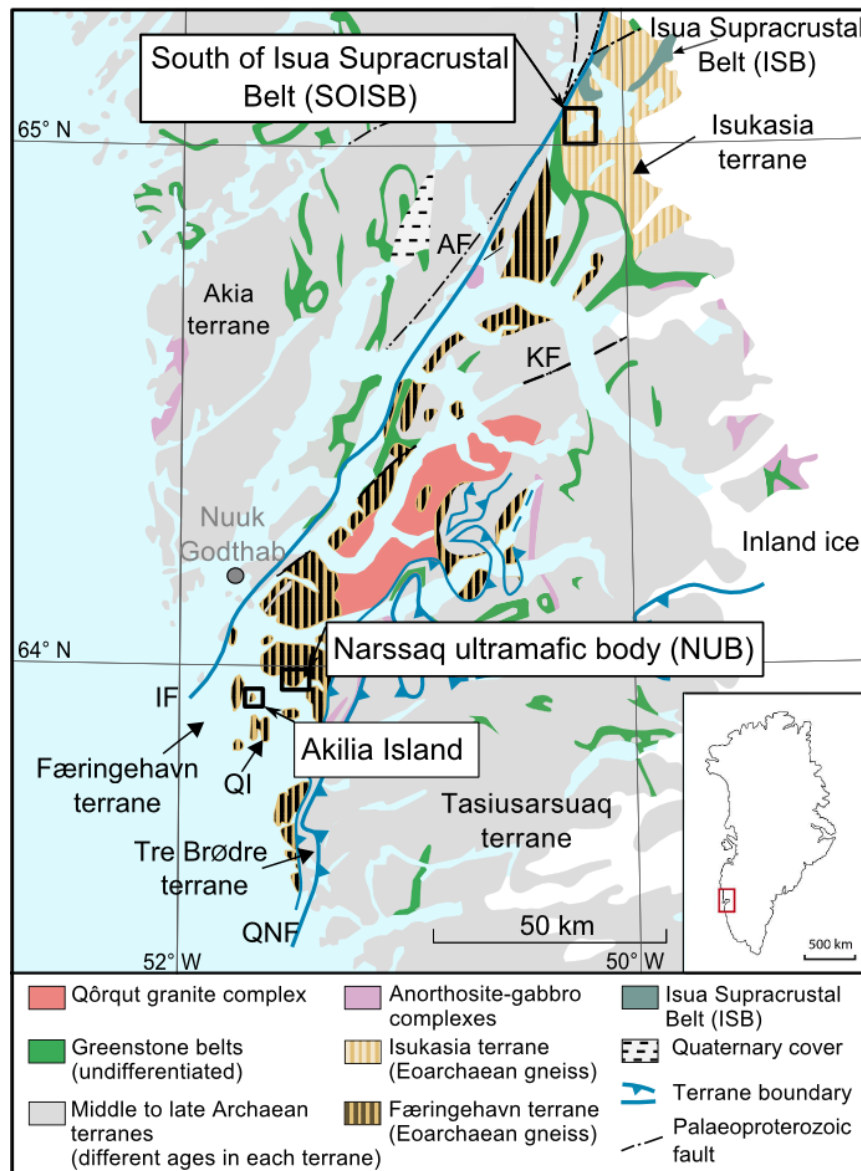 South of Isua Supracrustal
Belt (SOISB)
Isua Supracrustal
Belt (ISB)
65° N
Isukasia
terrane
AF
Akia
terrane
KF
Nuuk
Godthab
Inland ice
64° N
Narssaq ultramafic body (NUB)
IF
Akilia Island
Færingehavn
terrane
QI
Tasiusarsuaq
terrane
Tre Brødre
terrane
50 km
QNF
52° W
50° W
500 km
Qôrqut granite complex
Anorthosite-gabbro
complexes
Isua Supracrustal
Belt (ISB)
Greenstone belts
(undifferentiated)
Isukasia terrane
(Eoarchaean gneiss)
Quaternary cover
Terrane boundary
Middle to late Archaean
terranes
(different ages in each terrane)
Færingehavn terrane
(Eoarchaean gneiss)
Palaeoproterozoic
fault